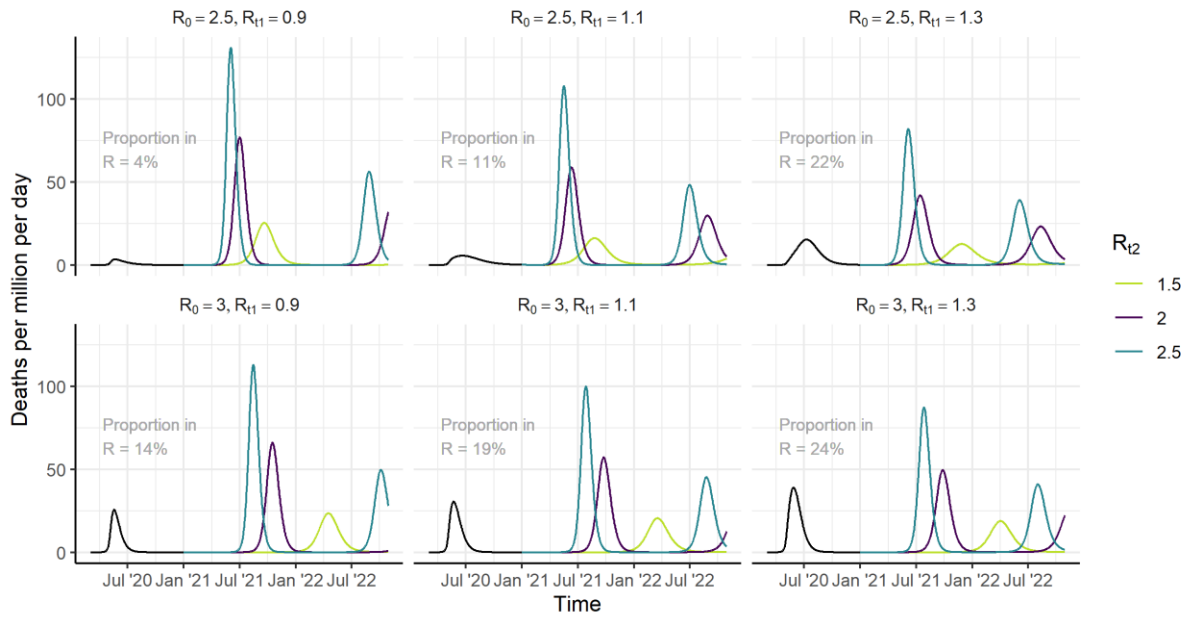 R₀ = 2.5, Rₜ₁ = 0.9
R₀ = 2.5, Rₜ₁ = 1.1
R₀ = 2.5, Rₜ₁ = 1.3
Deaths per million per day
100
50
0
Proportion in
R = 4%
Proportion in
R = 11%
Proportion in
R = 22%
R₀ = 3, Rₜ₁ = 0.9
R₀ = 3, Rₜ₁ = 1.1
R₀ = 3, Rₜ₁ = 1.3
100
50
0
Proportion in
R = 14%
Proportion in
R = 19%
Proportion in
R = 24%
Jul '20 Jan '21 Jul '21 Jan '22 Jul '22
Jul '20 Jan '21 Jul '21 Jan '22 Jul '22
Jul '20 Jan '21 Jul '21 Jan '22 Jul '22
Time
Rₜ₂
1.5
2
2.5